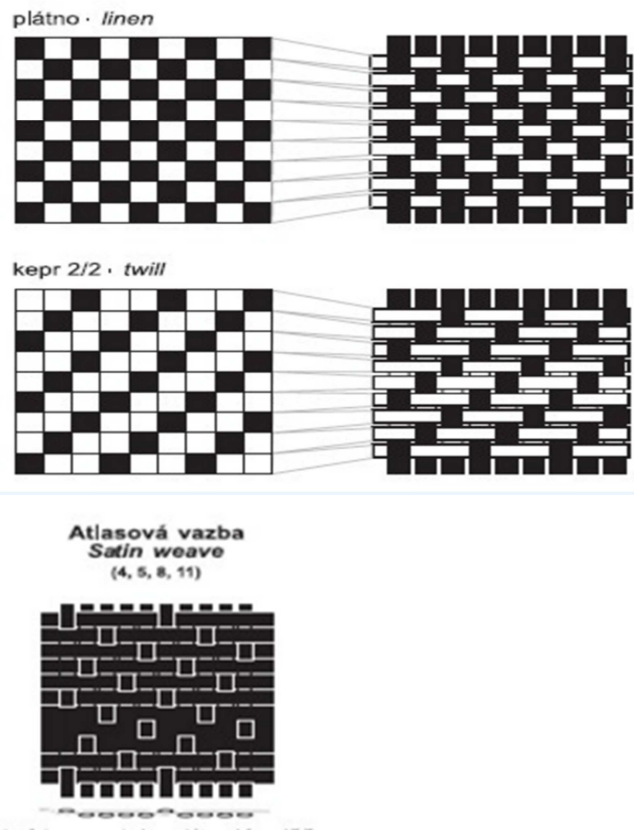 plátno · linen
kepr 2/2 · twill
Atlasová vazba
Satin weave
(4, 5, 8, 11)